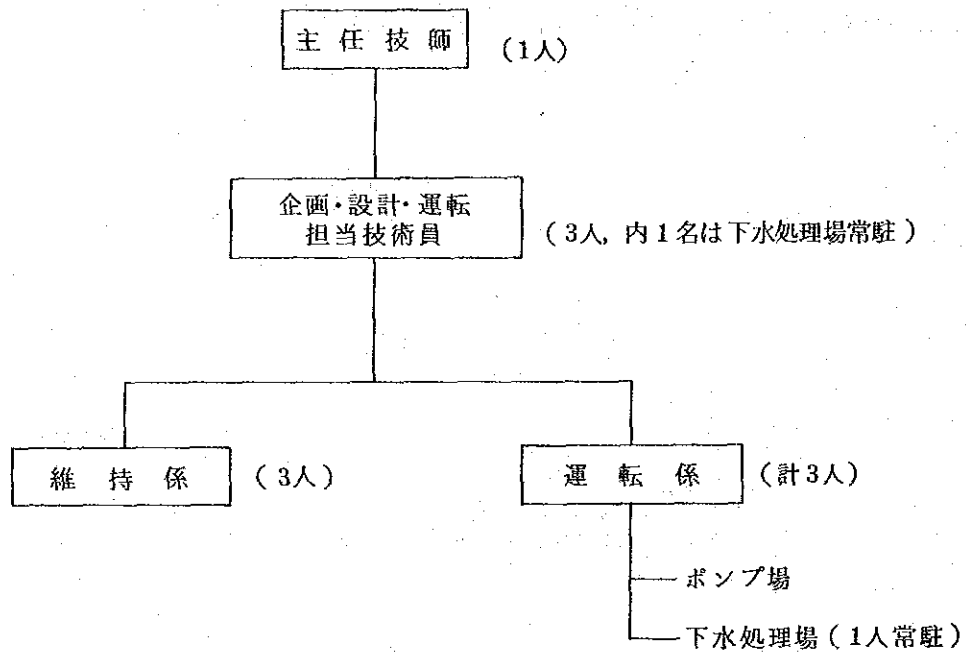 主任技師 (1人)
企画・設計・運転
担当技術員
(3人, 内1名は下水処理場常駐)
維持係 (3人)
運転係 (計3人)
ポンプ場
下水処理場(1人常駐)